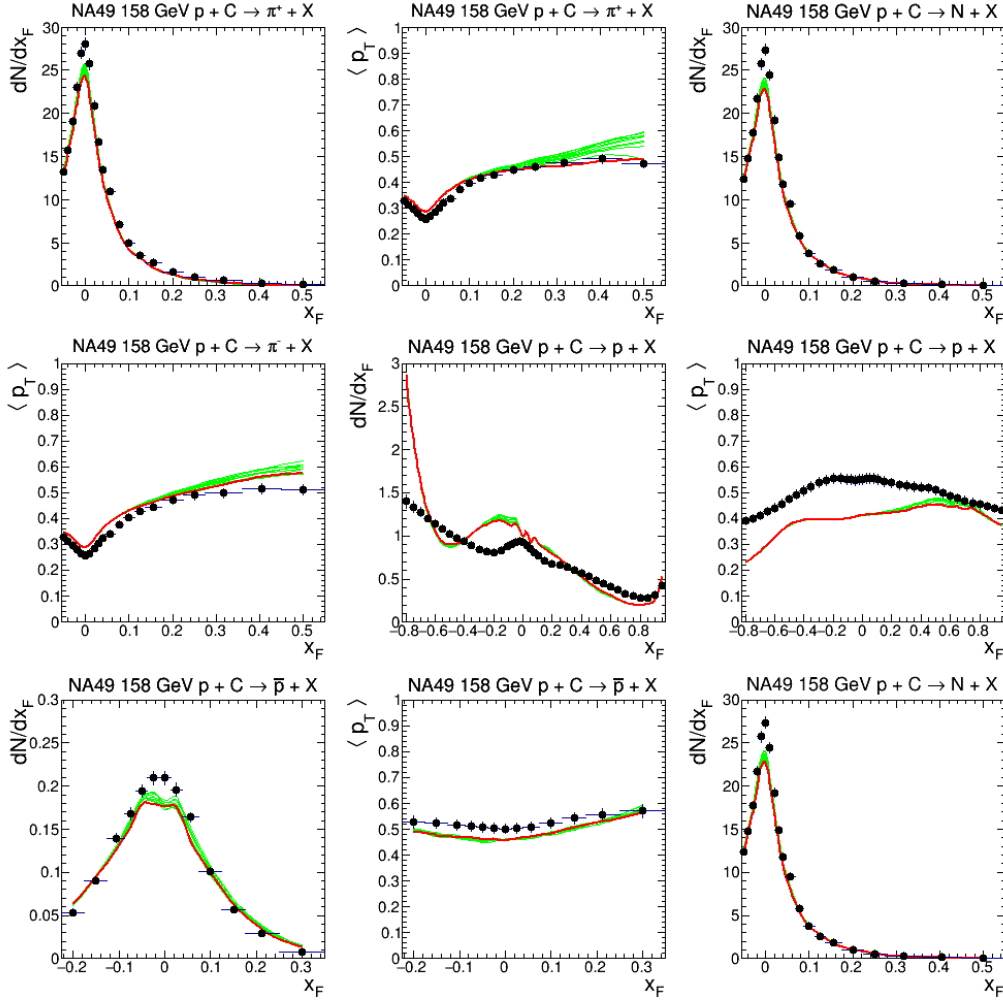 NA49 158 GeV p + C → π⁺ + X
dN/dx_F
30
25
20
15
10
5
0
0 0.1 0.2 0.3 0.4 0.5
x_F
NA49 158 GeV p + C → π⁺ + X
⟨ p_T ⟩
1
0.9
0.8
0.7
0.6
0.5
0.4
0.3
0.2
0.1
0
0 0.1 0.2 0.3 0.4 0.5
x_F
NA49 158 GeV p + C → N + X
dN/dx_F
30
25
20
15
10
5
0
0 0.1 0.2 0.3 0.4 0.5
x_F
NA49 158 GeV p + C → π⁻ + X
⟨ p_T ⟩
1
0.9
0.8
0.7
0.6
0.5
0.4
0.3
0.2
0.1
0
0 0.1 0.2 0.3 0.4 0.5
x_F
NA49 158 GeV p + C → p + X
dN/dx_F
3
2.5
2
1.5
1
0.5
0
−0.8 −0.6 −0.4 −0.2 0 0.2 0.4 0.6 0.8
x_F
NA49 158 GeV p + C → p + X
⟨ p_T ⟩
1
0.9
0.8
0.7
0.6
0.5
0.4
0.3
0.2
0.1
0
−0.8 −0.6 −0.4 −0.2 0 0.2 0.4 0.6 0.8
x_F
NA49 158 GeV p + C → p̅ + X
dN/dx_F
0.3
0.25
0.2
0.15
0.1
0.05
0
−0.2 −0.1 0 0.1 0.2 0.3
x_F
NA49 158 GeV p + C → p̅ + X
⟨ p_T ⟩
1
0.9
0.8
0.7
0.6
0.5
0.4
0.3
0.2
0.1
0
−0.2 −0.1 0 0.1 0.2 0.3
x_F
NA49 158 GeV p + C → N + X
dN/dx_F
30
25
20
15
10
5
0
0 0.1 0.2 0.3 0.4 0.5
x_F